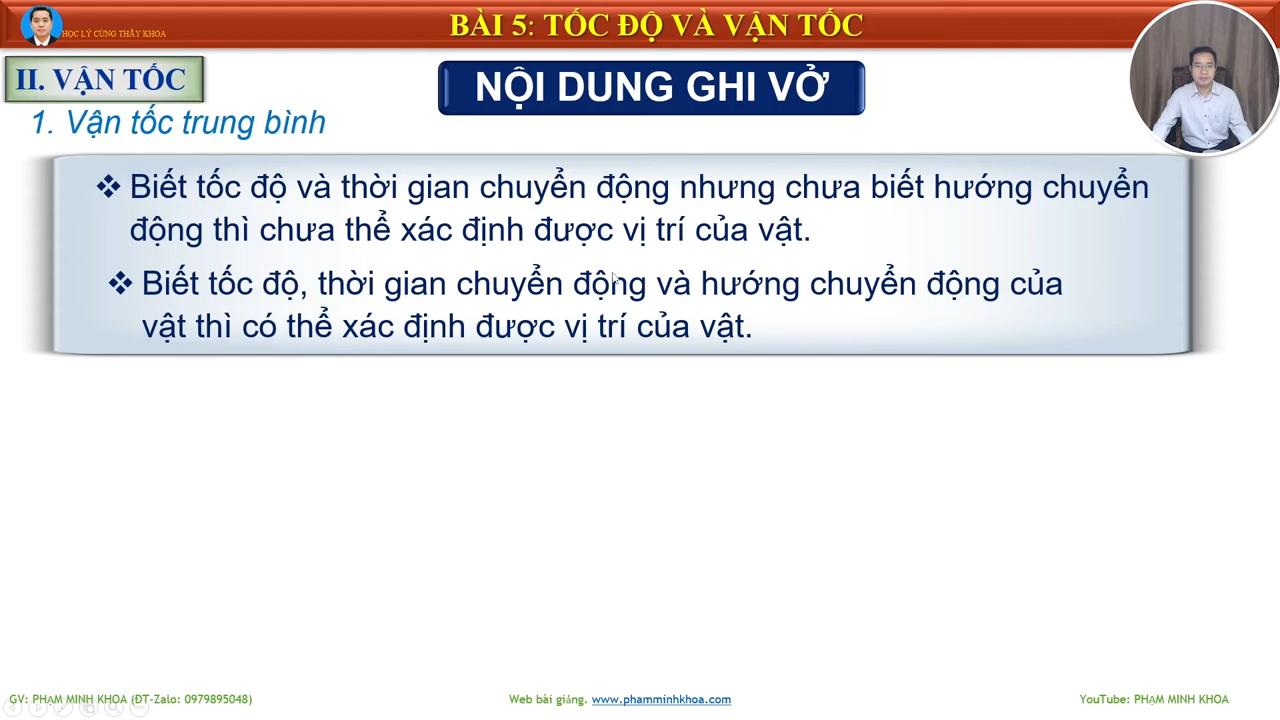 BÀI 5: TỐC ĐỘ VÀ VẬN TỐC
HỌC LÝ CÙNG THẦY KHOA
II. VẬN TỐC
NỘI DUNG GHI VỞ
1. Vận tốc trung bình
❖ Biết tốc độ và thời gian chuyển động nhưng chưa biết hướng chuyển
động thì chưa thể xác định được vị trí của vật.
❖ Biết tốc độ, thời gian chuyển động và hướng chuyển động của
vật thì có thể xác định được vị trí của vật.
GV: PHẠM MINH KHOA (ĐT-Zalo: 0979895048)
Web bài giảng. www.phamminhkhoa.com
YouTube: PHẠM MINH KHOA